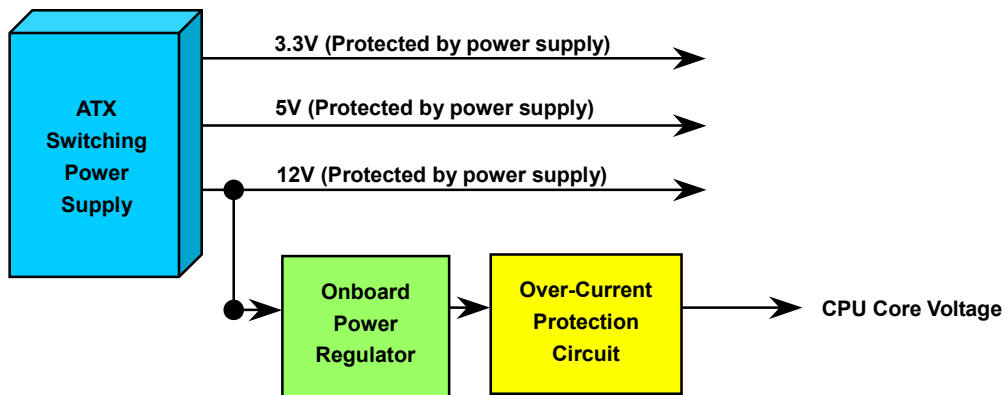 3.3V (Protected by power supply)
ATX
Switching
Power
Supply
5V (Protected by power supply)
12V (Protected by power supply)
Onboard
Power
Regulator
Over-Current
Protection
Circuit
CPU Core Voltage